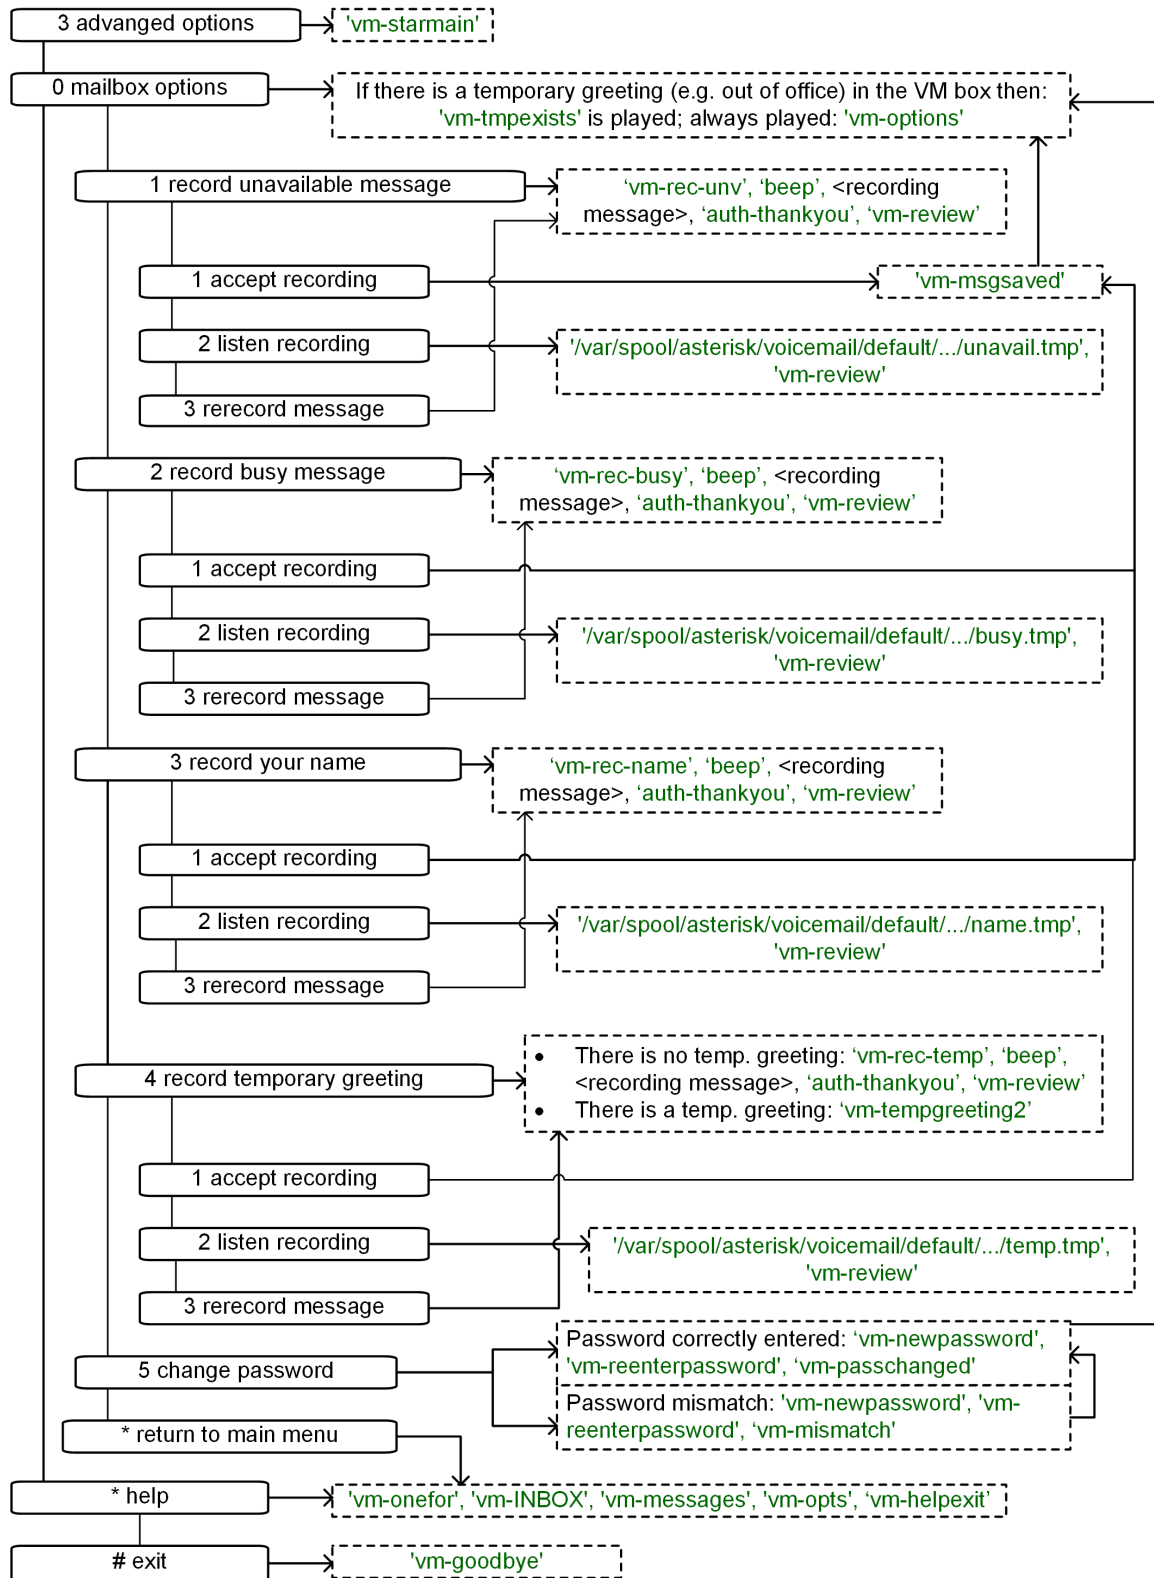 3 advanged options
'vm-starmain'
0 mailbox options
If there is a temporary greeting (e.g. out of office) in the VM box then:
'vm-tmpexists' is played; always played: 'vm-options'
1 record unavailable message
‘vm-rec-unv’, ‘beep’, <recording
message>, ‘auth-thankyou’, ‘vm-review’
1 accept recording
'vm-msgsaved'
2 listen recording
'/var/spool/asterisk/voicemail/default/.../unavail.tmp',
'vm-review'
3 rerecord message
2 record busy message
‘vm-rec-busy’, ‘beep’, <recording
message>, ‘auth-thankyou’, ‘vm-review’
1 accept recording
2 listen recording
'/var/spool/asterisk/voicemail/default/.../busy.tmp',
'vm-review'
3 rerecord message
3 record your name
‘vm-rec-name’, ‘beep’, <recording
message>, ‘auth-thankyou’, ‘vm-review’
1 accept recording
2 listen recording
'/var/spool/asterisk/voicemail/default/.../name.tmp',
'vm-review'
3 rerecord message
4 record temporary greeting
• There is no temp. greeting: ‘vm-rec-temp’, ‘beep’,
<recording message>, ‘auth-thankyou’, ‘vm-review’
• There is a temp. greeting: ‘vm-tempgreeting2’
1 accept recording
2 listen recording
'/var/spool/asterisk/voicemail/default/.../temp.tmp',
'vm-review'
3 rerecord message
5 change password
Password correctly entered: ‘vm-newpassword',
'vm-reenterpassword', ‘vm-passchanged’
Password mismatch: 'vm-newpassword', 'vm-
reenterpassword', ‘vm-mismatch’
* return to main menu
* help
'vm-onefor', 'vm-INBOX', 'vm-messages', 'vm-opts', ‘vm-helpexit’
# exit
'vm-goodbye'